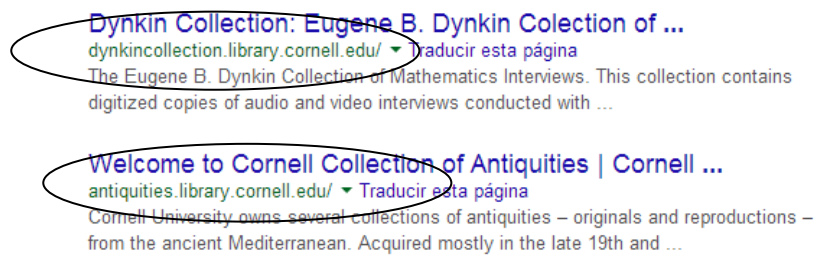 Dynkin Collection: Eugene B. Dynkin Colection of ...
dynkincollection.library.cornell.edu/ ▼ Traducir esta página
The Eugene B. Dynkin Collection of Mathematics Interviews. This collection contains
digitized copies of audio and video interviews conducted with ...
Welcome to Cornell Collection of Antiquities | Cornell ...
antiquities.library.cornell.edu/ ▼ Traducir esta página
Cornell University owns several collections of antiquities – originals and reproductions –
from the ancient Mediterranean. Acquired mostly in the late 19th and ...